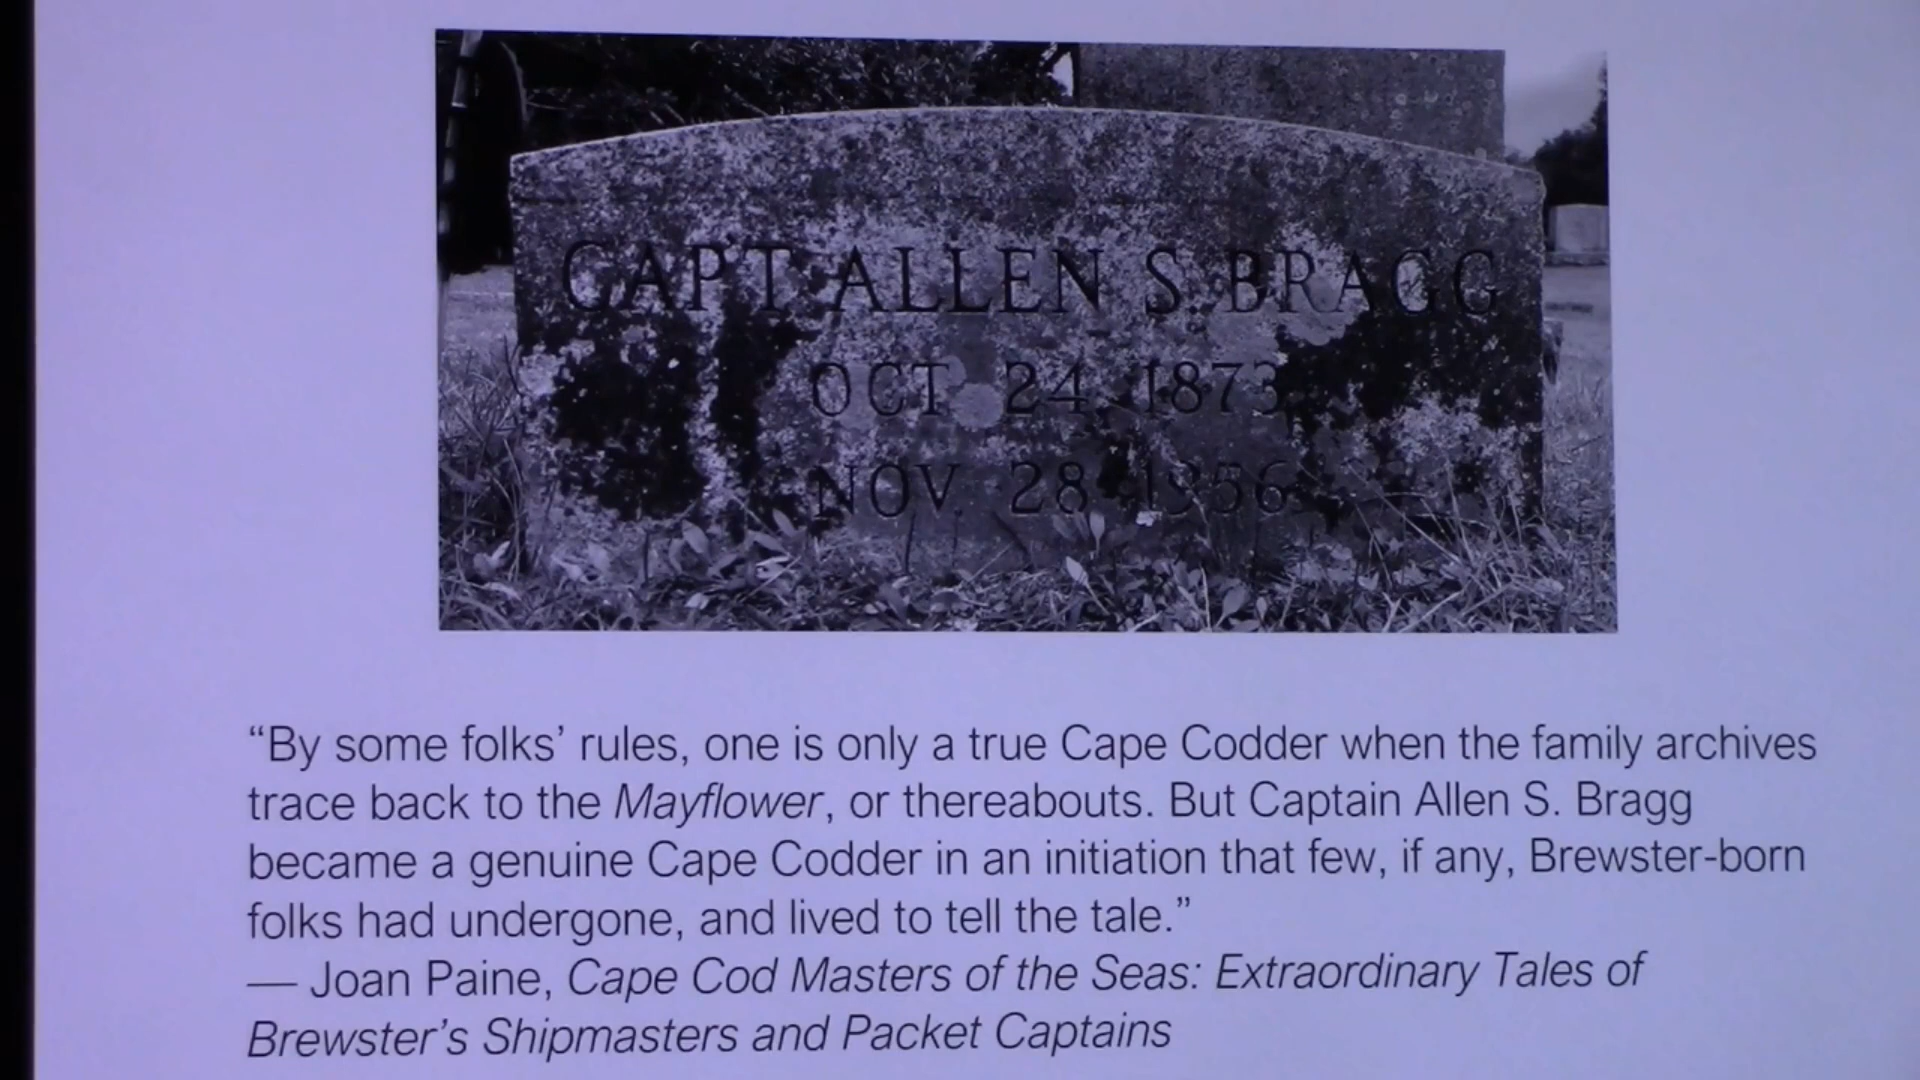 CAP'T ALLEN S. BRAGG
OCT. 24, 1873
NOV. 28, 1956
“By some folks’ rules, one is only a true Cape Codder when the family archives
trace back to the Mayflower, or thereabouts. But Captain Allen S. Bragg
became a genuine Cape Codder in an initiation that few, if any, Brewster-born
folks had undergone, and lived to tell the tale.”
— Joan Paine, Cape Cod Masters of the Seas: Extraordinary Tales of
Brewster’s Shipmasters and Packet Captains